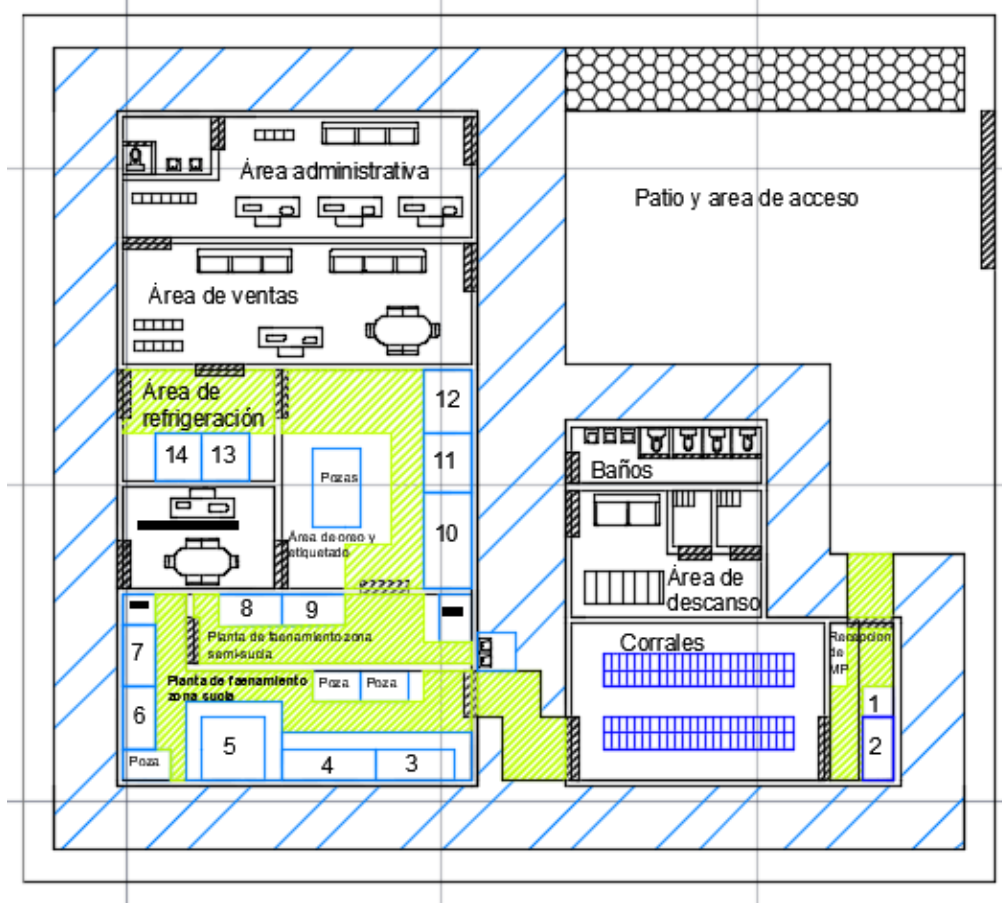 Área administrativa
Patio y area de acceso
Área de ventas
Área de
refrigeración
12
14
13
11
Pozas
10
Área de oreo y
etiquetado
Baños
Área de
descanso
8
9
7
Planta de faenamiento zona
semi-sucia
Planta de faenamiento
zona sucia
Poza
Poza
6
5
Poza
4
3
Corrales
Recepcion
de
MP
1
2